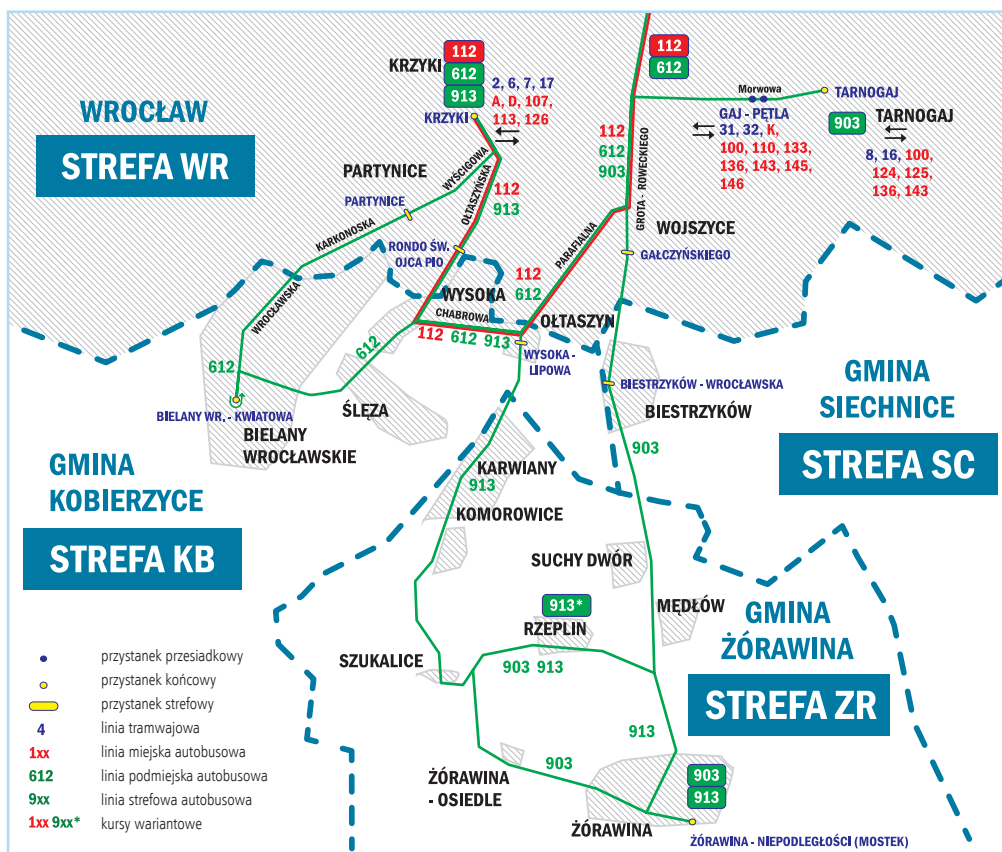 112
612
913
KRZYKI
2, 6, 7, 17
A, D, 107,
113, 126
KRZYKI
112
612
Morwowa
TARNOGAJ
GAJ - PĘTLA
31, 32, K,
100, 110, 133,
136, 143, 145,
146
903
TARNOGAJ
8, 16, 100,
124, 125,
136, 143
WROCŁAW
STREFA WR
PARTYNICE
WYŚCIGOWA
OŁTASZYŃSKA
112
913
112
612
903
GROTA - ROWECKIEGO
PARTYNICE
KARKONOSKA
RONDO ŚW.
OJCA PIO
WOJSZYCE
PARAFIALNA
GAŁCZYŃSKIEGO
WROCŁAWSKA
WYSOKA
CHABROWA
112
612
OŁTASZYN
112 612 913
612
612
WYSOKA -
LIPOWA
BIELANY WR, - KWIATOWA
BIELANY
WROCŁAWSKIE
ŚLĘZA
BIESTRZYKÓW - WROCŁAWSKA
BIESTRZYKÓW
903
GMINA
SIECHNICE
STREFA SC
GMINA
KOBIERZYCE
STREFA KB
KARWIANY
913
KOMOROWICE
SUCHY DWÓR
MĘDŁÓW
913*
RZEPLIN
903 913
SZUKALICE
GMINA
ŻÓRAWINA
STREFA ZR
913
903
ŻÓRAWINA
- OSIEDLE
903
913
ŻÓRAWINA
ŻÓRAWINA - NIEPODLEGŁOŚCI (MOSTEK)
przystanek przesiadkowy
przystanek końcowy
przystanek strefowy
4 linia tramwajowa
1xx linia miejska autobusowa
612 linia podmiejska autobusowa
9xx linia strefowa autobusowa
1xx 9xx* kursy wariantowe